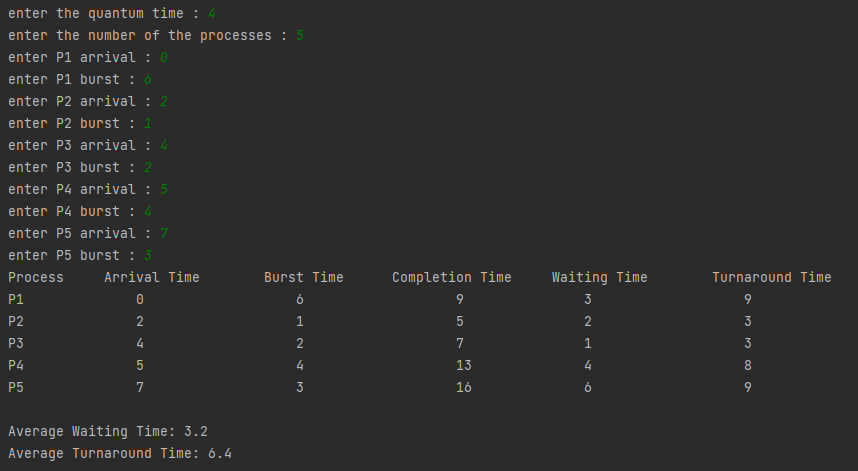 enter the quantum time : 4
enter the number of the processes : 5
enter P1 arrival : 0
enter P1 burst : 6
enter P2 arrival : 2
enter P2 burst : 1
enter P3 arrival : 4
enter P3 burst : 2
enter P4 arrival : 5
enter P4 burst : 4
enter P5 arrival : 7
enter P5 burst : 3
Process Arrival Time Burst Time Completion Time Waiting Time Turnaround Time
P1 0 6 9 3 9
P2 2 1 5 2 3
P3 4 2 7 1 3
P4 5 4 13 4 8
P5 7 3 16 6 9
Average Waiting Time: 3.2
Average Turnaround Time: 6.4